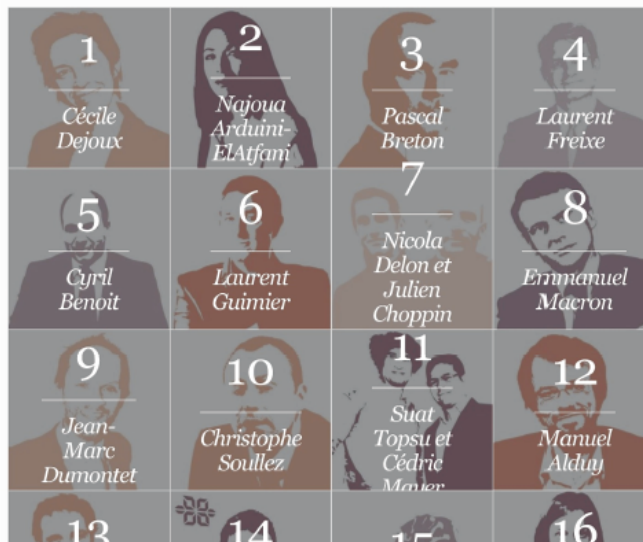 1
Cécile
Dejoux
2
Najoua
Arduini-
ElAtfani
3
Pascal
Breton
4
Laurent
Freixe
5
Cyril
Benoit
6
Laurent
Guimier
7
Nicola
Delon et
Julien
Choppin
8
Emmanuel
Macron
9
Jean-
Marc
Dumontet
10
Christophe
Soullez
11
Suat
Topsu et
Cédric
Mayer
12
Manuel
Alduy
13
14
15
16